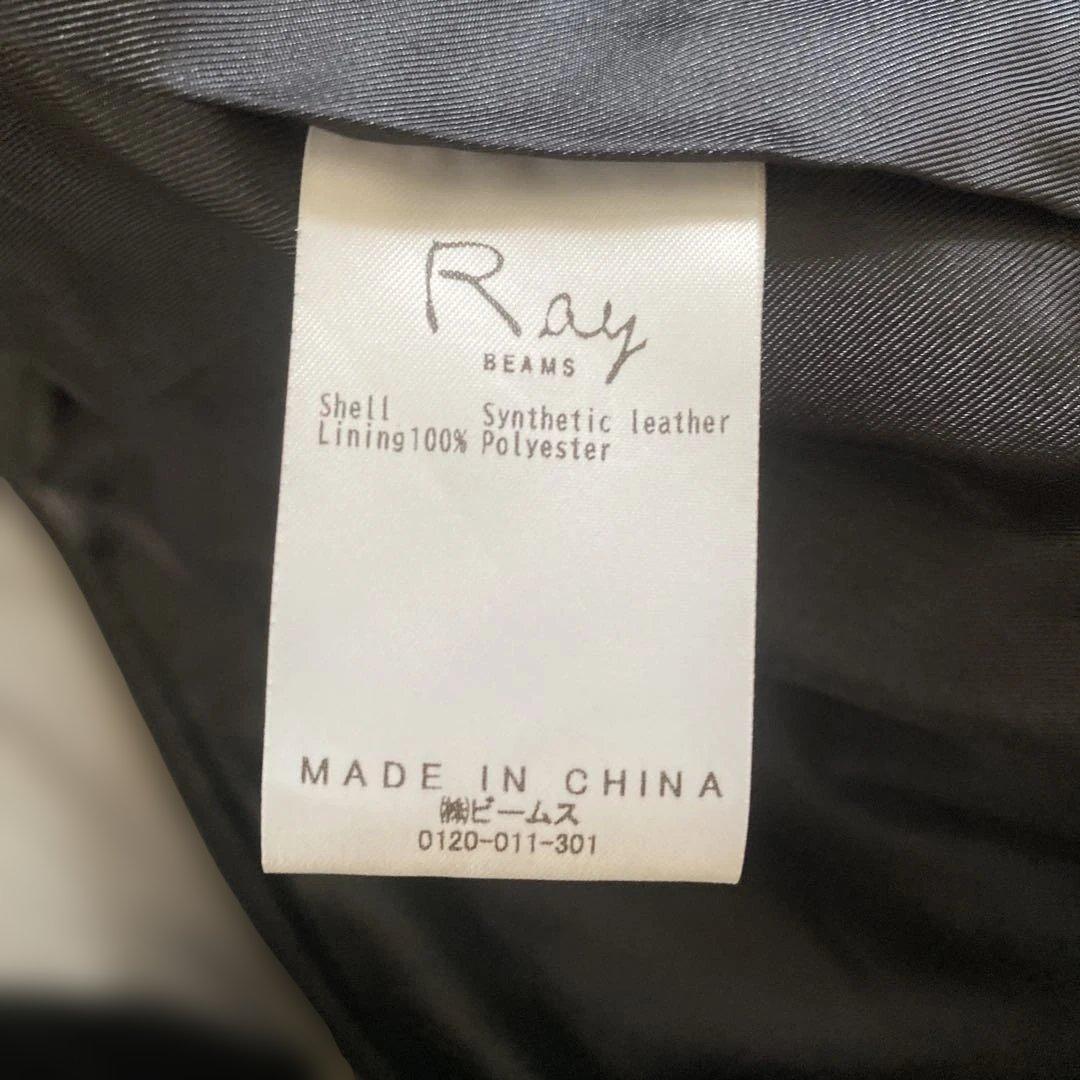 Ray
BEAMS
Shell Synthetic leather
Lining100% Polyester
MADE IN CHINA
㈱ビームス
0120-011-301